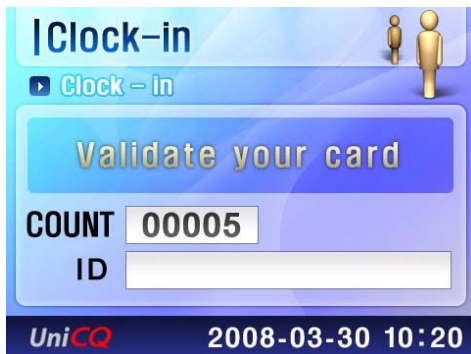 |Clock-in
Clock - in
Validate your card
COUNT 00005
ID
UniCQ 2008-03-30 10:20